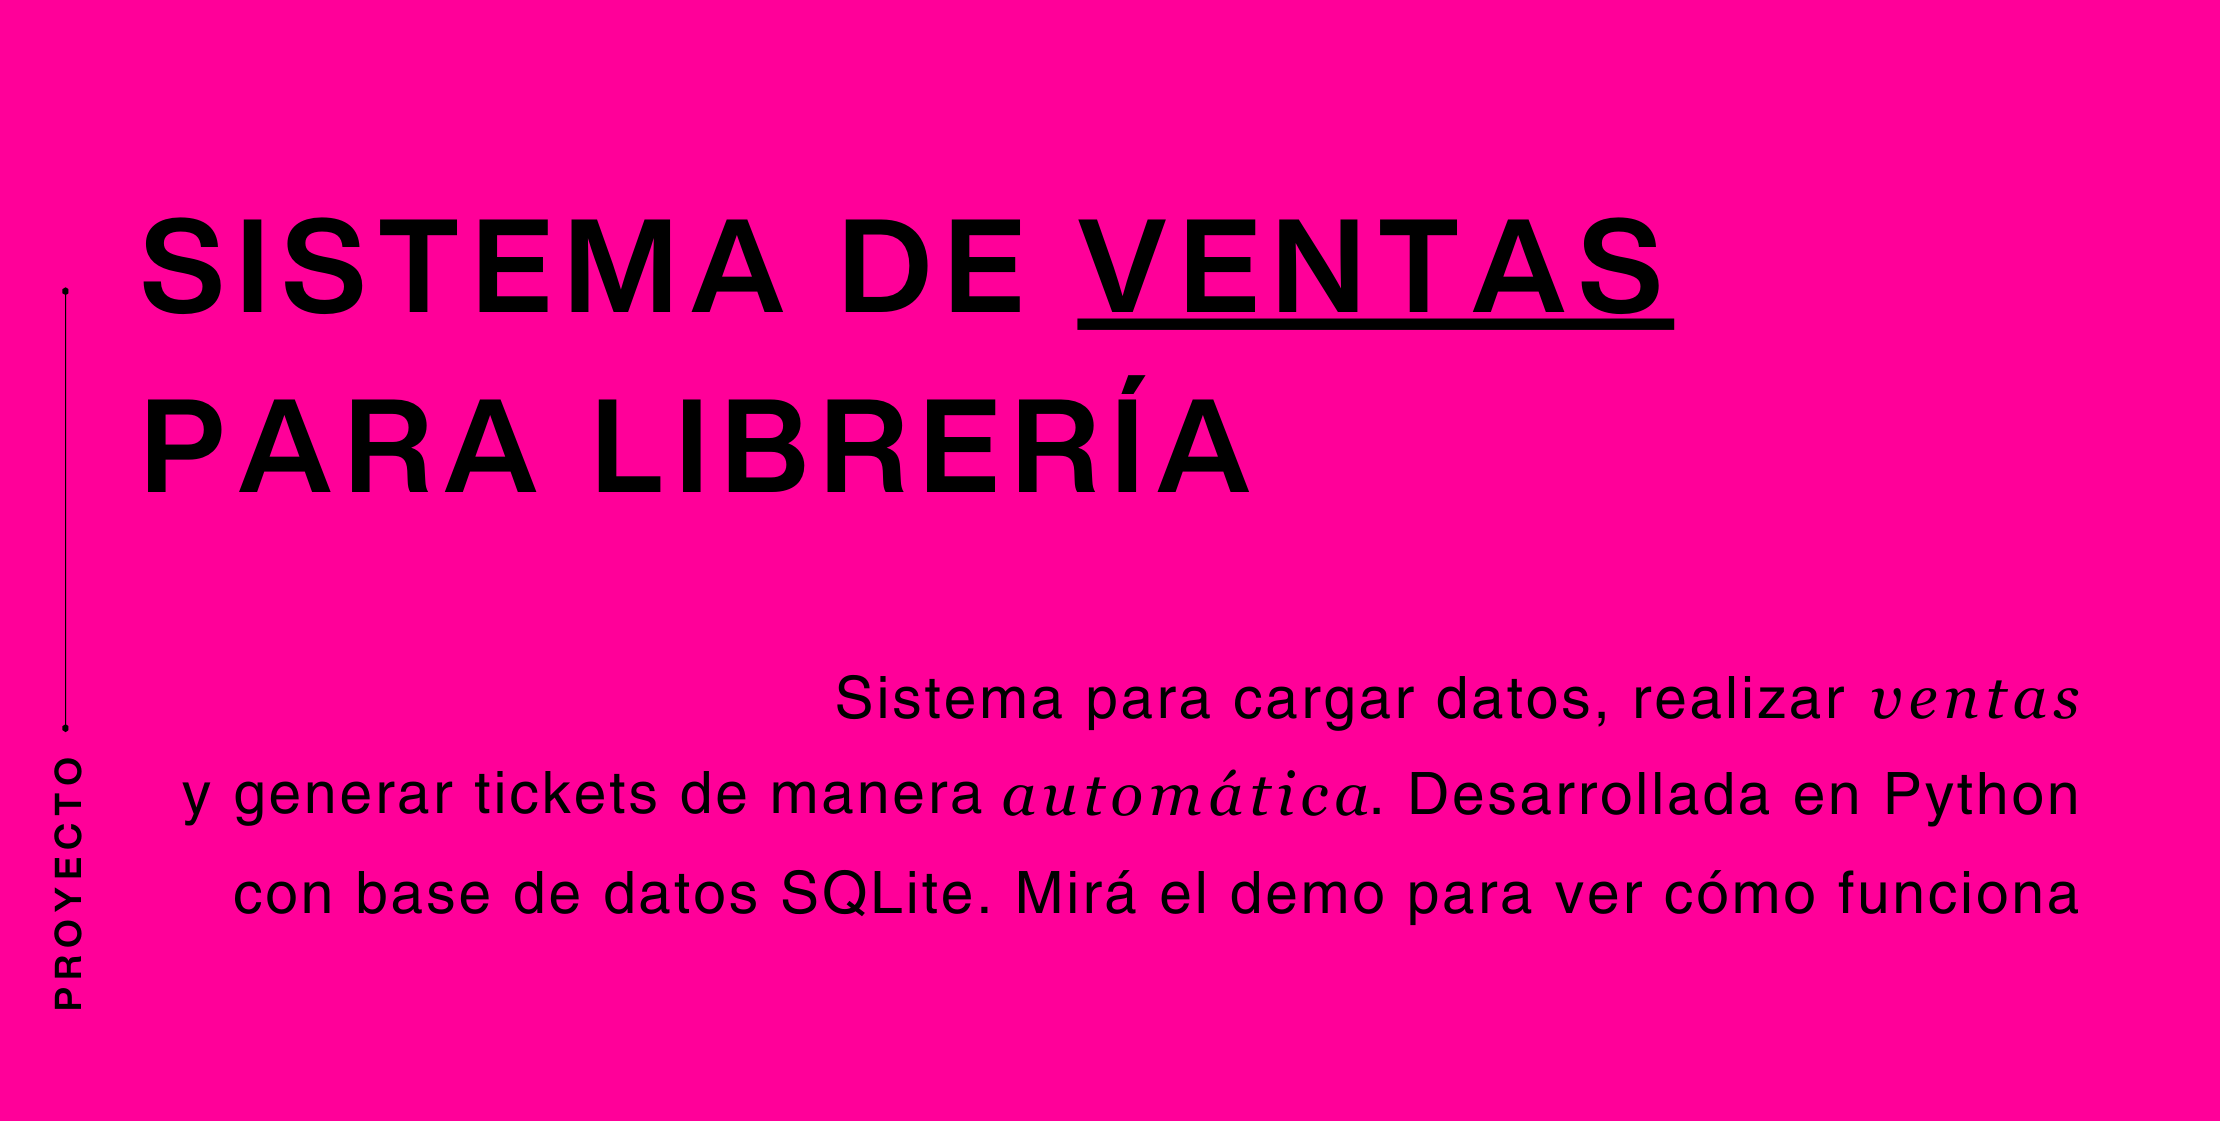 SISTEMA DE VENTAS
PARA LIBRERÍA
Sistema para cargar datos, realizar ventas
y generar tickets de manera automática. Desarrollada en Python
con base de datos SQLite. Mirá el demo para ver cómo funciona
PROYECTO